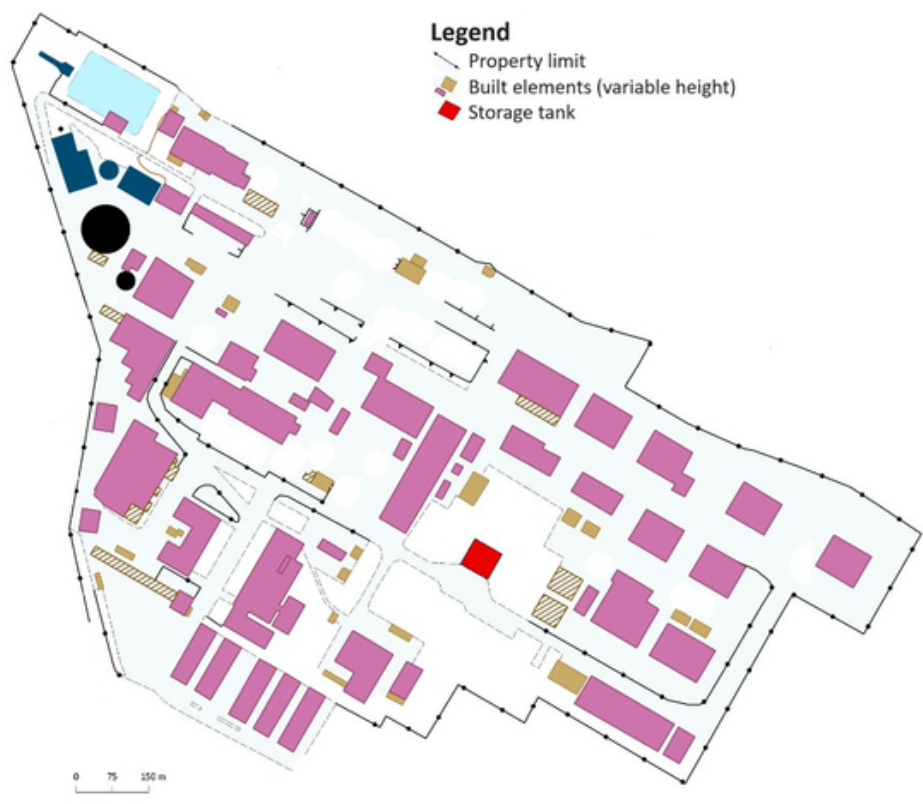 Legend
Property limit
Built elements (variable height)
Storage tank
0 75 150 m